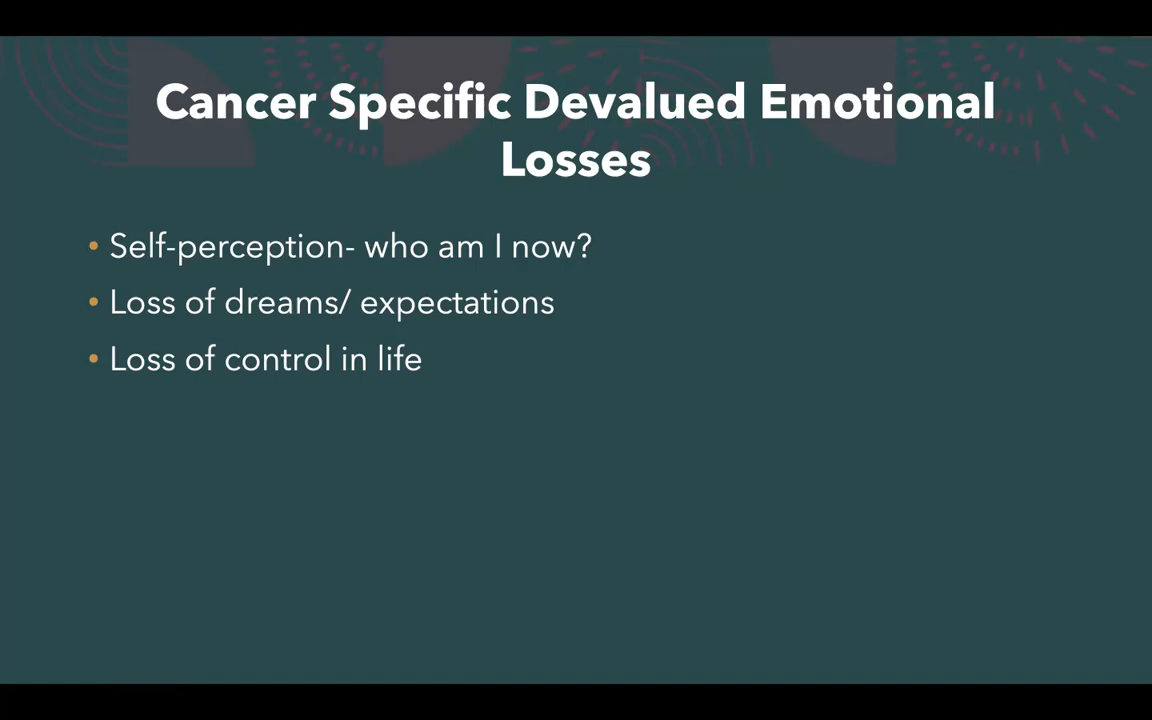 Cancer Specific Devalued Emotional
Losses
• Self-perception- who am I now?
• Loss of dreams/ expectations
• Loss of control in life